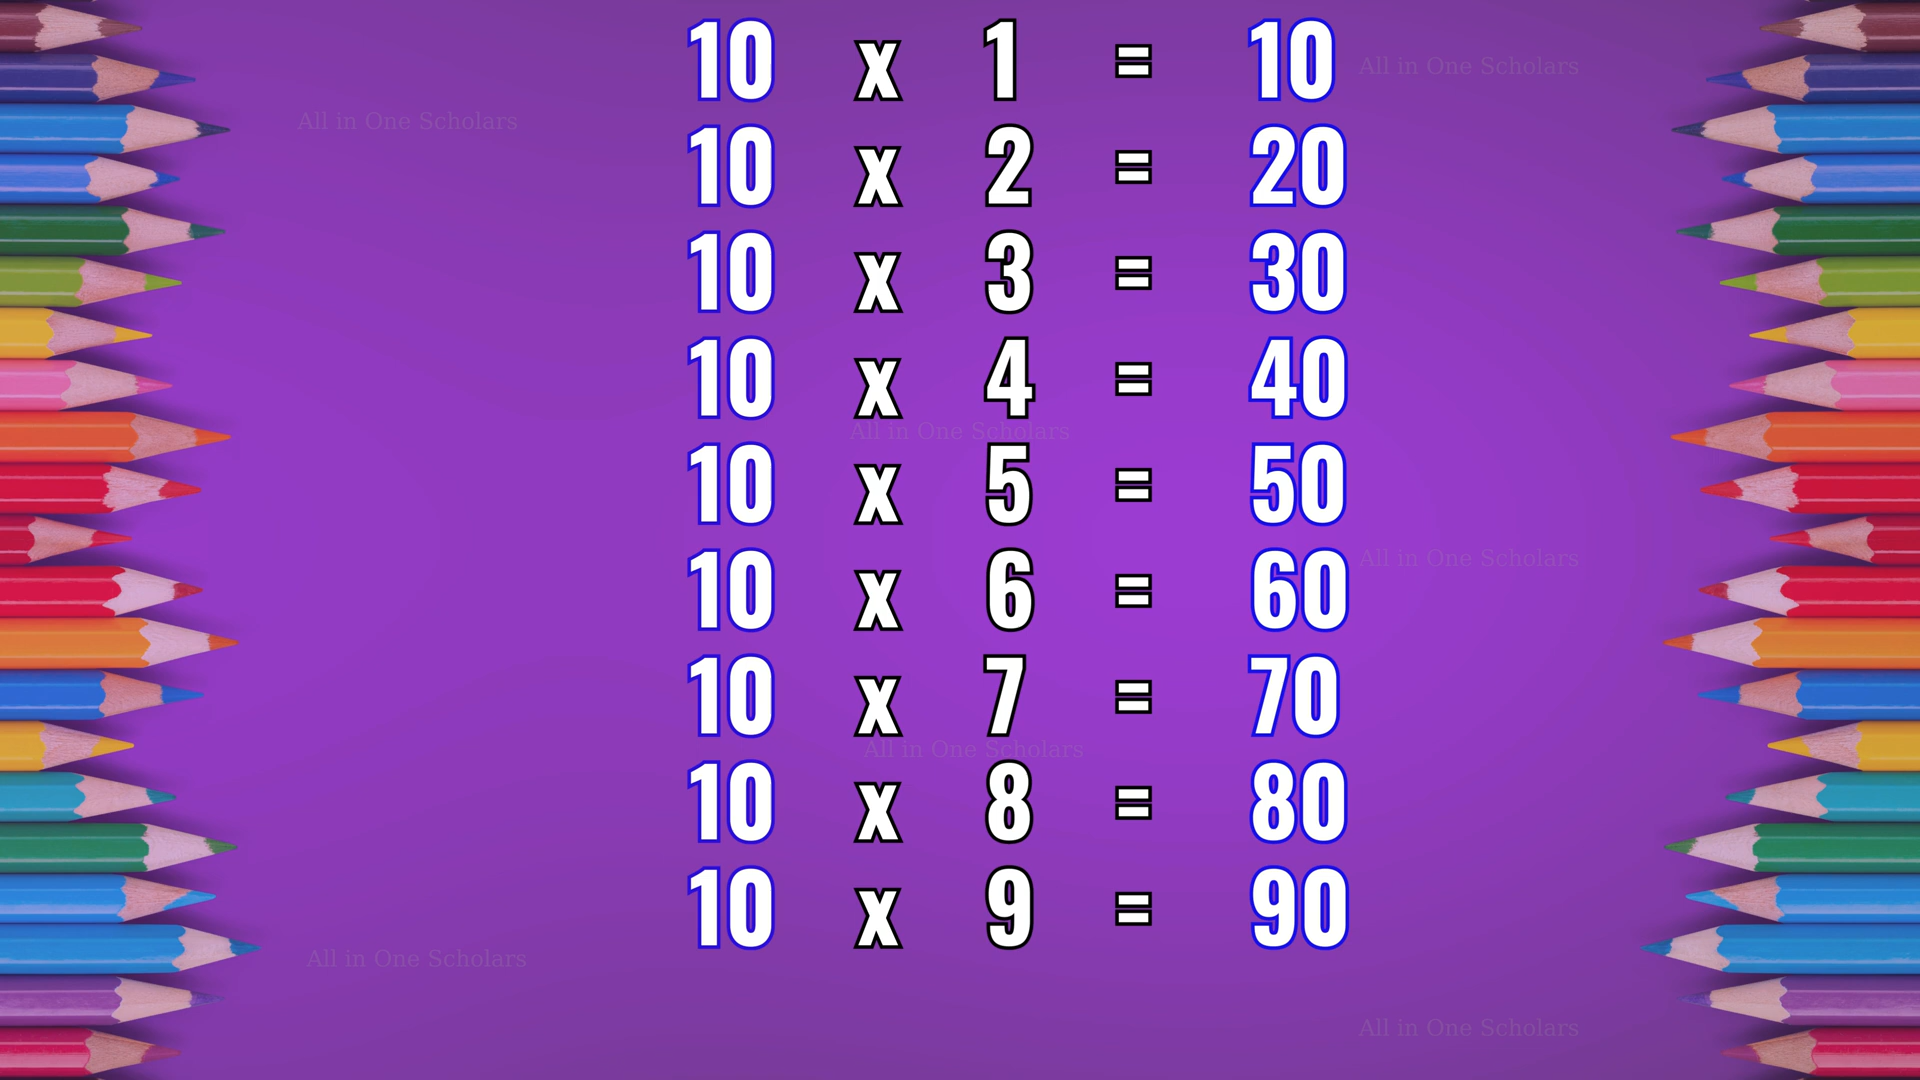 10 x 1 = 10
All in One Scholars
All in One Scholars
10 x 2 = 20
10 x 3 = 30
10 x 4 = 40
All in One Scholars
10 x 5 = 50
All in One Scholars
10 x 6 = 60
10 x 7 = 70
All in One Scholars
10 x 8 = 80
10 x 9 = 90
All in One Scholars
All in One Scholars